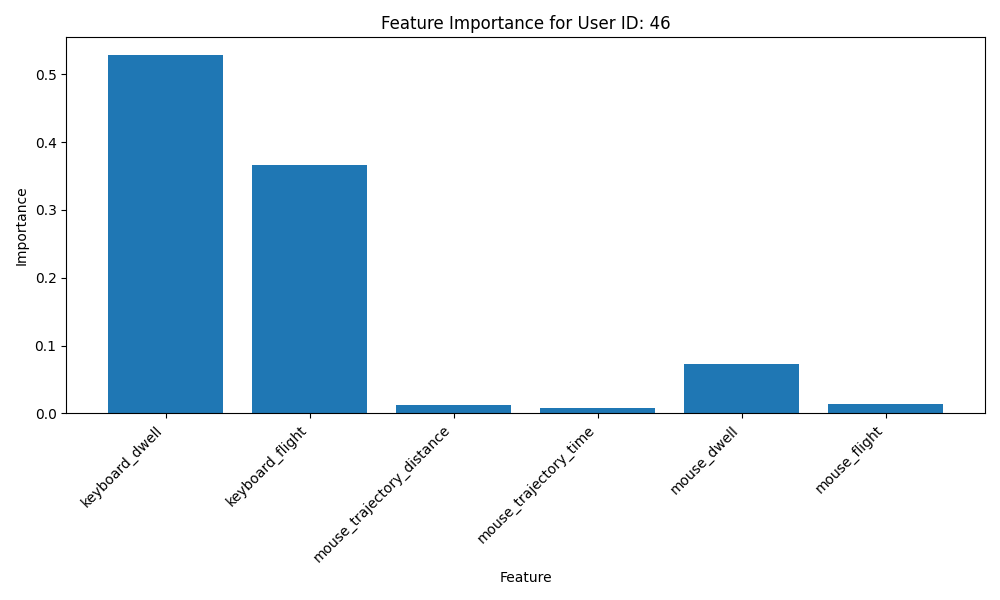 Feature Importance for User ID: 46
Importance
0.5
0.4
0.3
0.2
0.1
0.0
keyboard_dwell
keyboard_flight
mouse_trajectory_distance
mouse_trajectory_time
mouse_dwell
mouse_flight
Feature